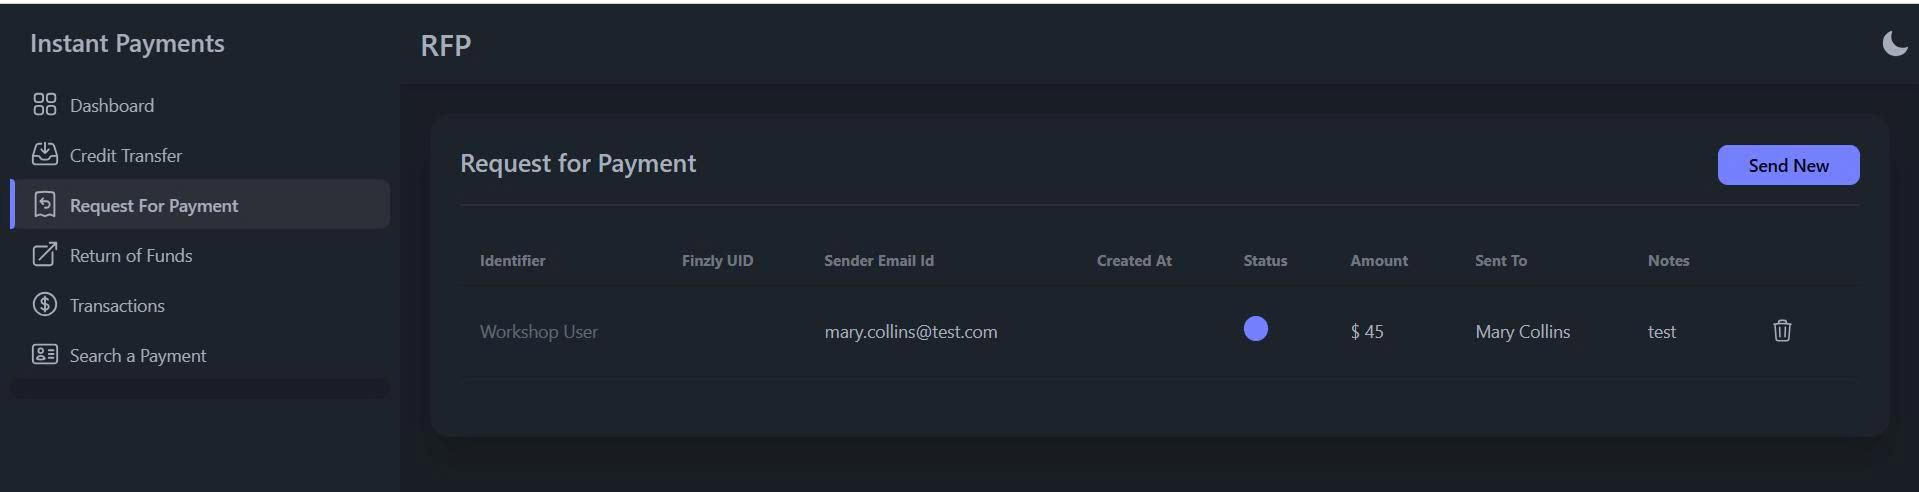 Instant Payments
RFP
Dashboard
Credit Transfer
Request For Payment
Return of Funds
Transactions
Search a Payment
Request for Payment
Send New
Identifier Finzly UID Sender Email Id Created At Status Amount Sent To Notes
Workshop User mary.collins@test.com $ 45 Mary Collins test